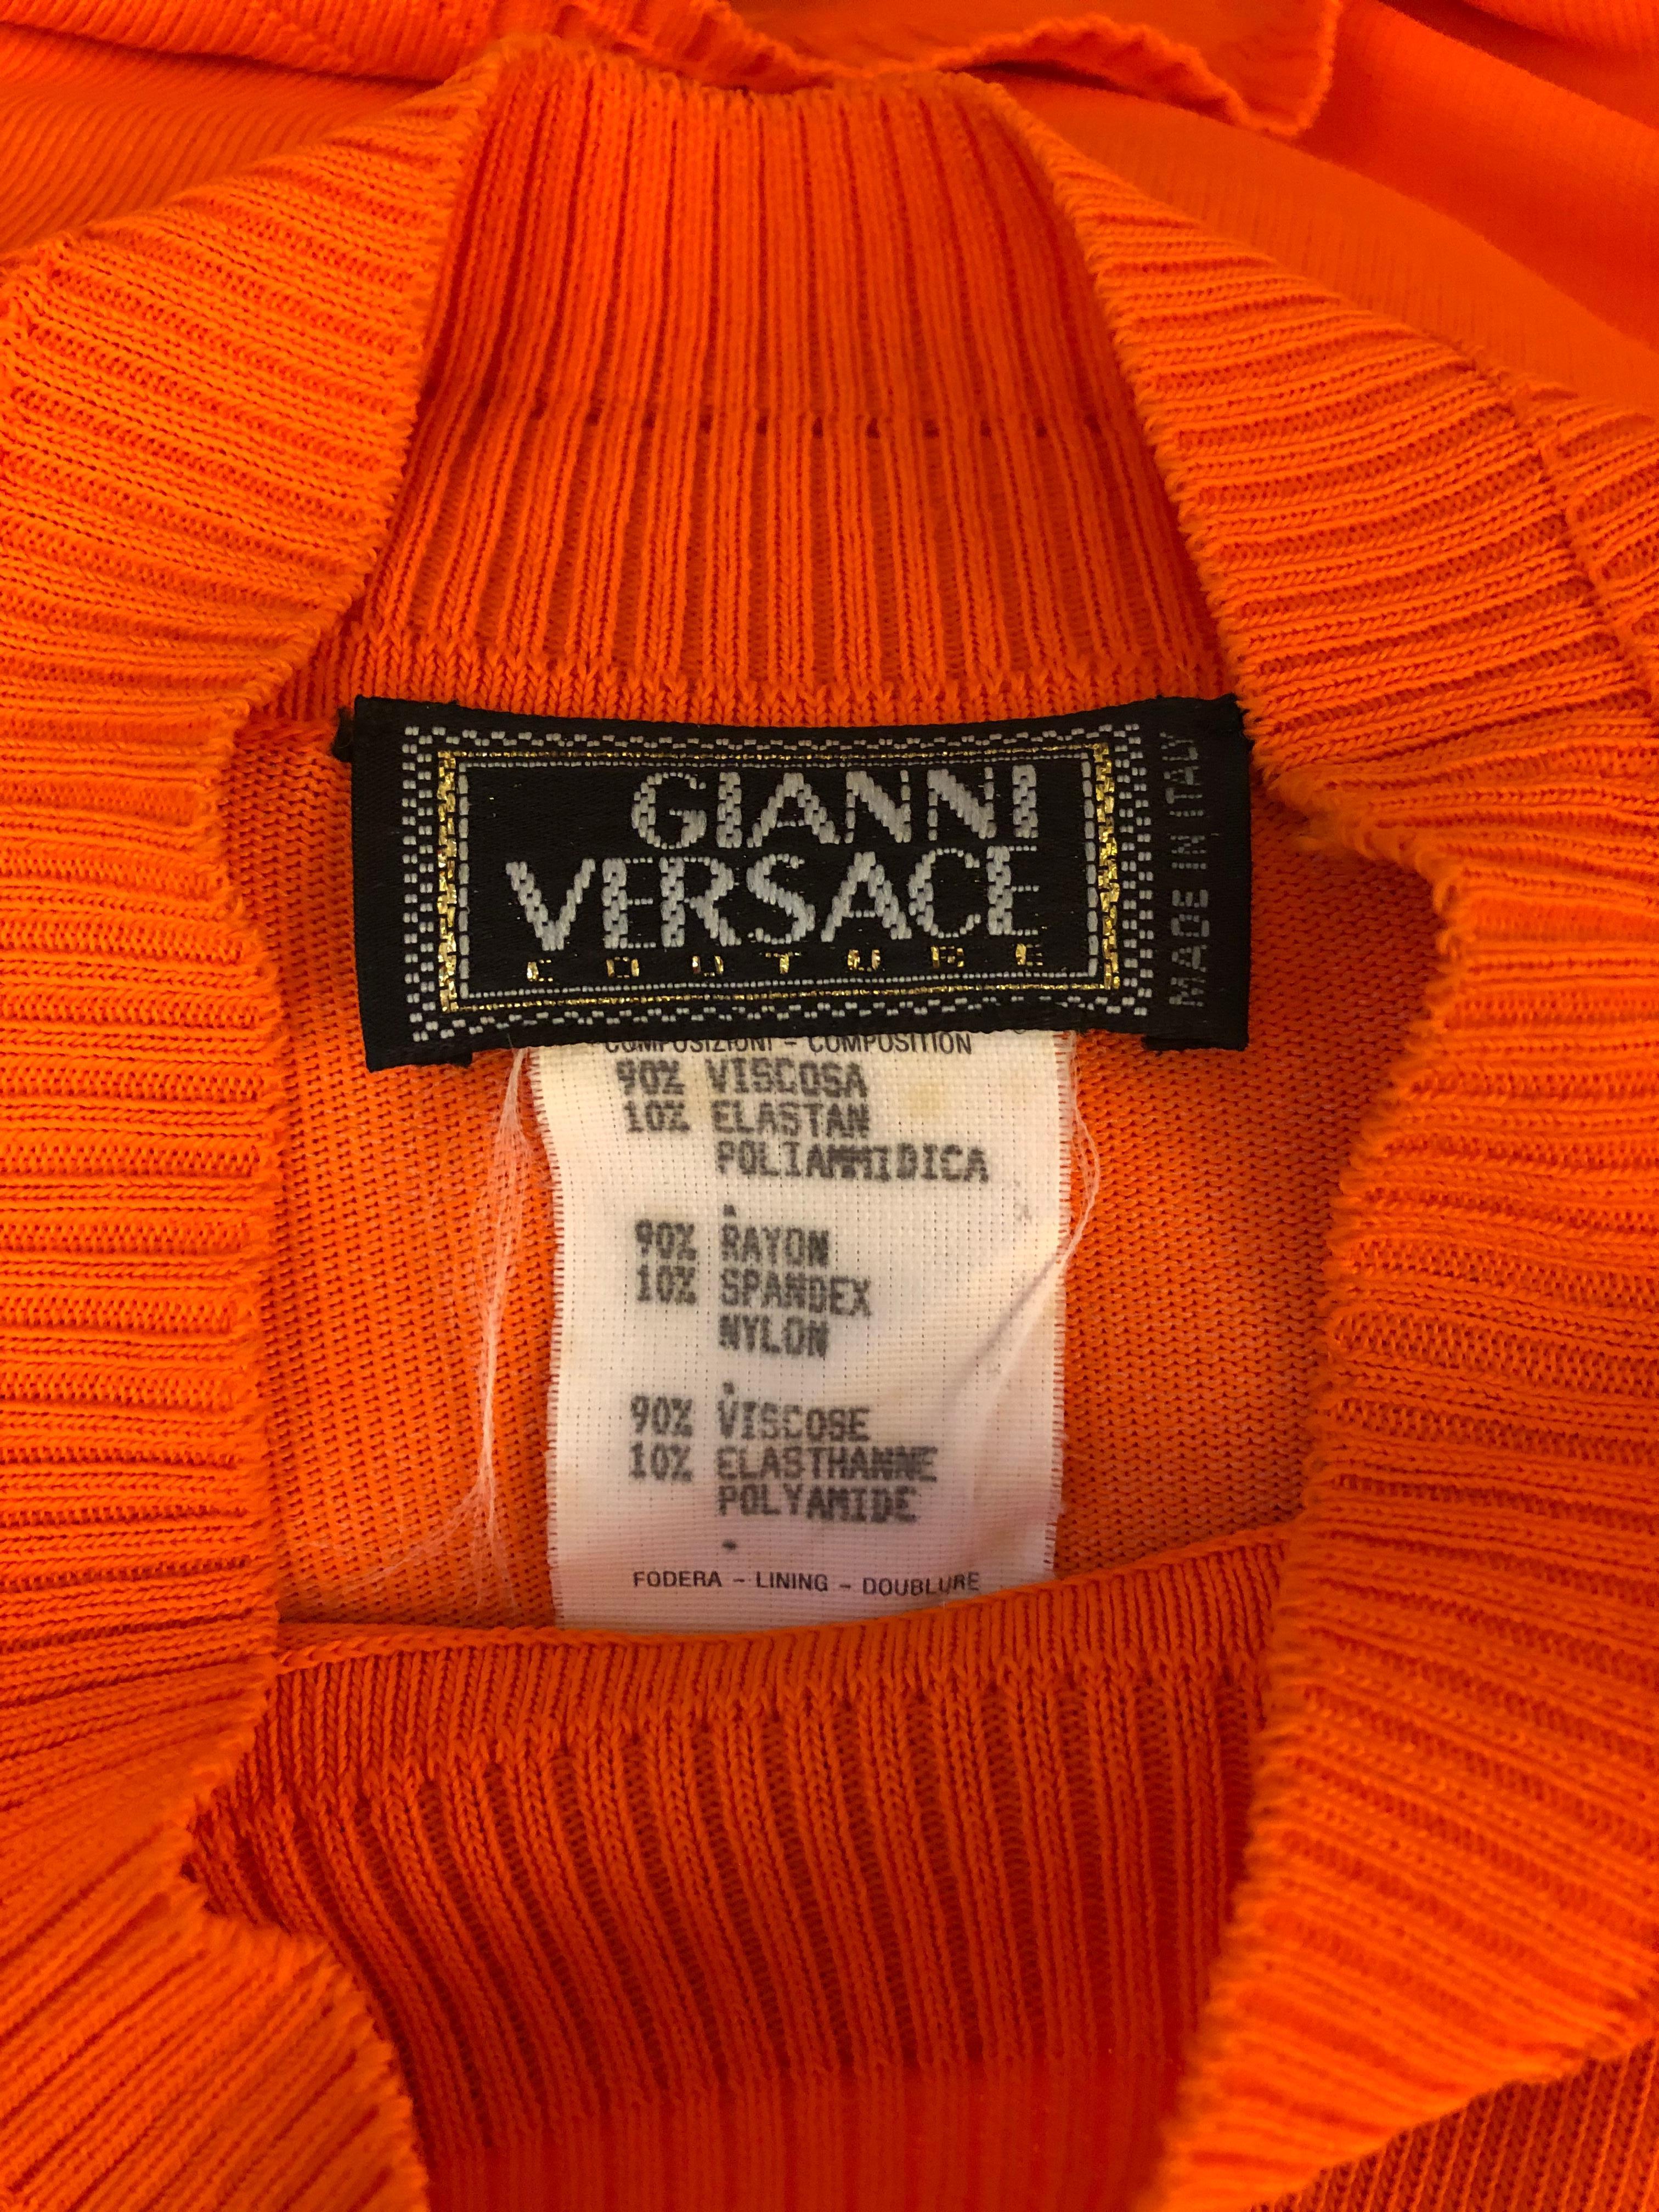 GIANNI
VERSACE
COUTURE
MADE IN ITALY
COMPOSIZIONI - COMPOSITION
90% VISCOSA
10% ELASTAN
POLIAMMIDICA
.
90% RAYON
10% SPANDEX
NYLON
.
90% VISCOSE
10% ELASTHANNE
POLYAMIDE
.
FODERA - LINING - DOUBLURE